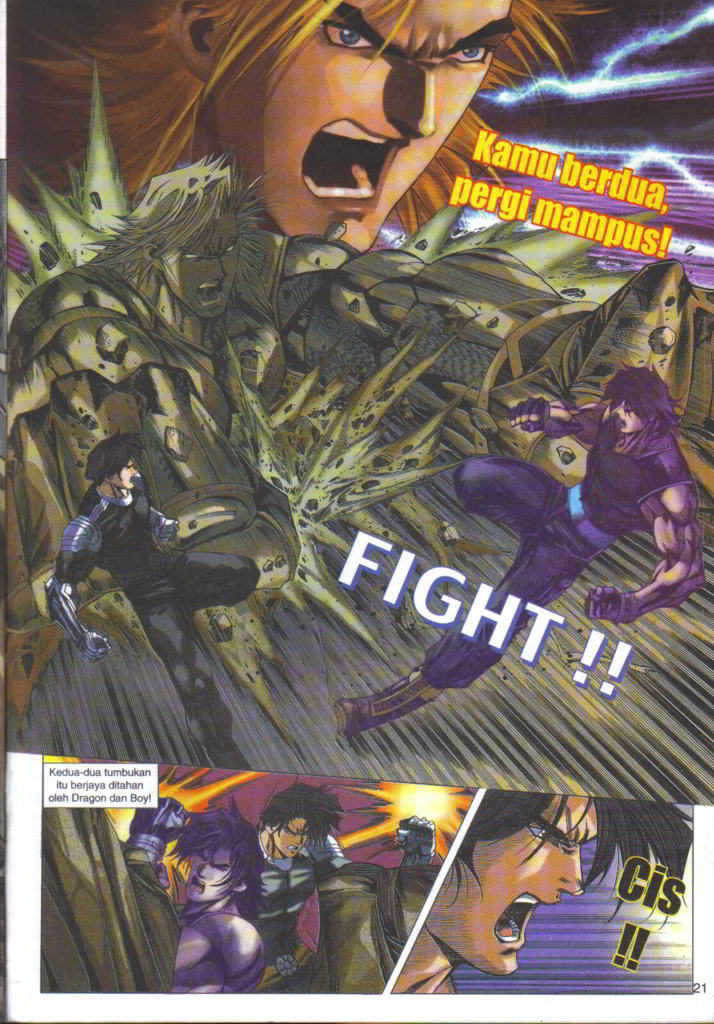 Kamu berdua,
pergi mampus!
FIGHT !!
Kedua-dua tumbukan
itu berjaya ditahan
oleh Dragon dan Boy!
Cis
!!
21